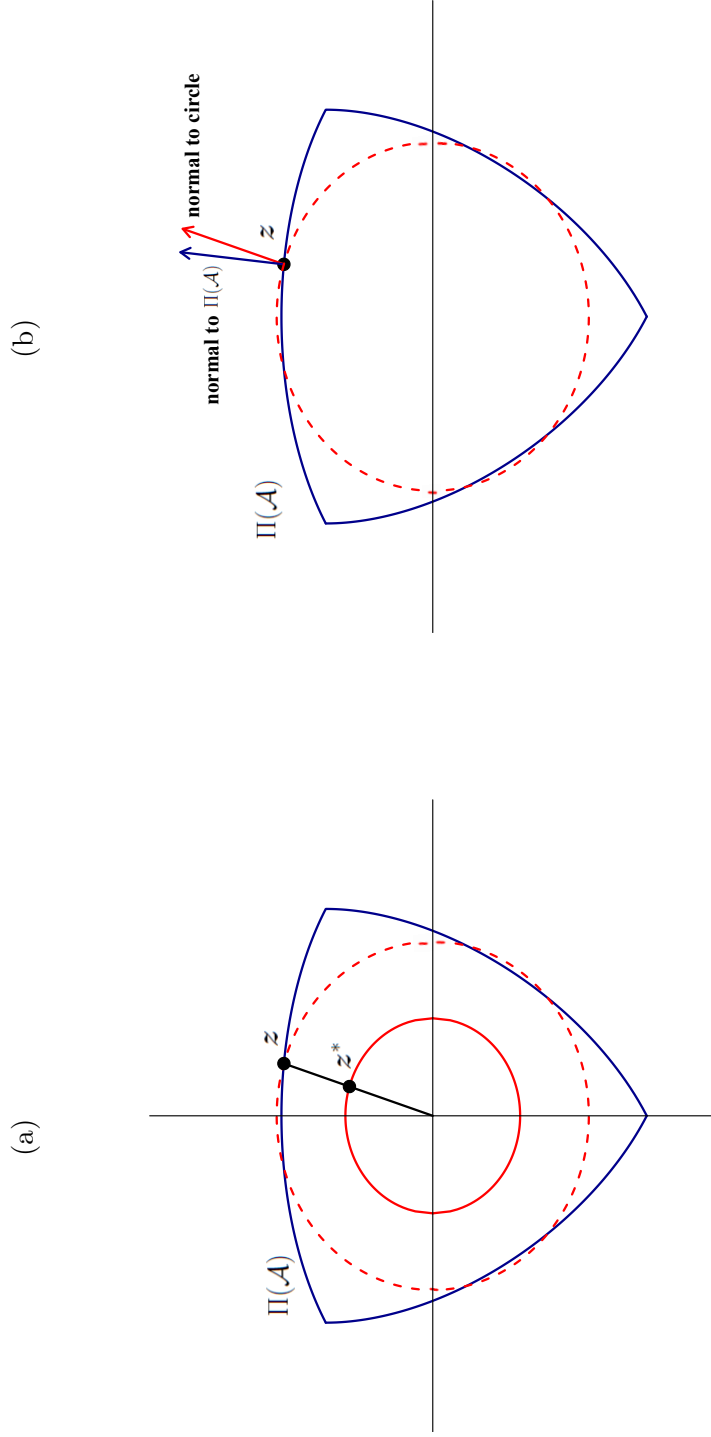 (a)
Π(𝒜)
z
z*
(b)
Π(𝒜)
z
normal to Π(𝒜)
normal to circle